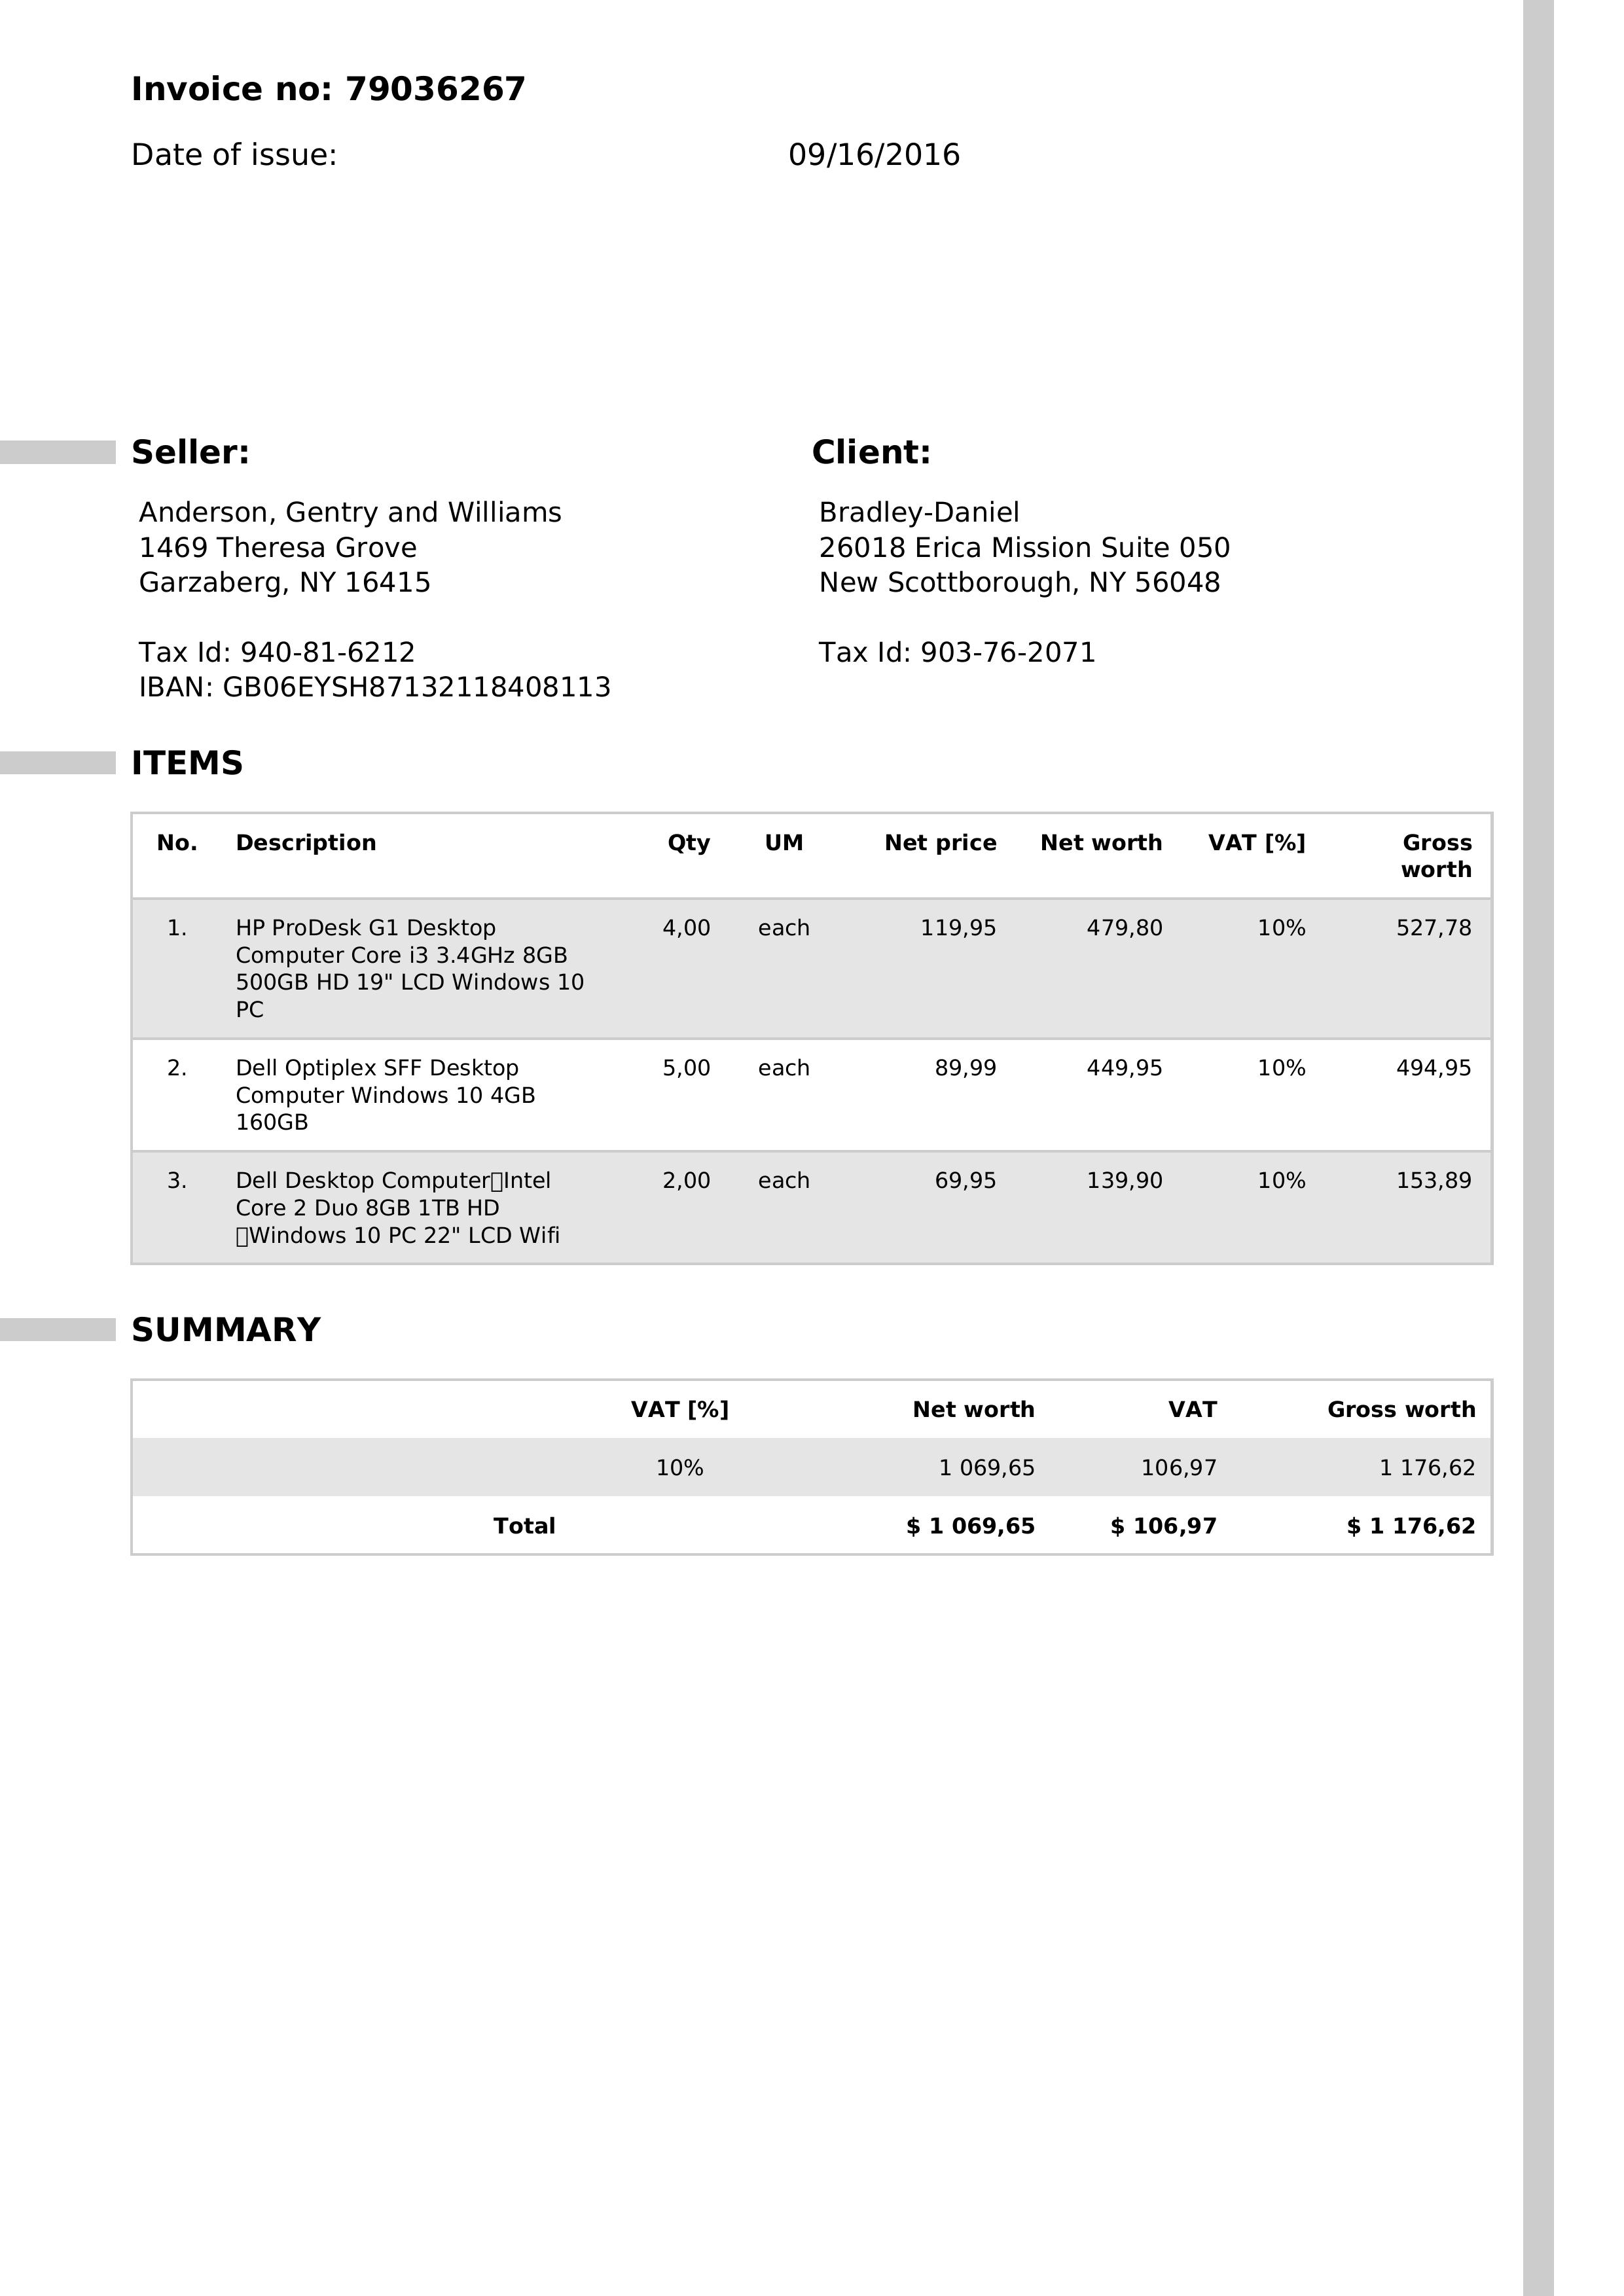 Invoice no: 79036267
Date of issue: 09/16/2016
Seller:
Anderson, Gentry and Williams
1469 Theresa Grove
Garzaberg, NY 16415
Tax Id: 940-81-6212
IBAN: GB06EYSH87132118408113
Client:
Bradley-Daniel
26018 Erica Mission Suite 050
New Scottborough, NY 56048
Tax Id: 903-76-2071
ITEMS
No. Description Qty UM Net price Net worth VAT [%] Gross
worth
1. HP ProDesk G1 Desktop 4,00 each 119,95 479,80 10% 527,78
Computer Core i3 3.4GHz 8GB
500GB HD 19" LCD Windows 10
PC
2. Dell Optiplex SFF Desktop 5,00 each 89,99 449,95 10% 494,95
Computer Windows 10 4GB
160GB
3. Dell Desktop Computer▯Intel 2,00 each 69,95 139,90 10% 153,89
Core 2 Duo 8GB 1TB HD
▯Windows 10 PC 22" LCD Wifi
SUMMARY
VAT [%] Net worth VAT Gross worth
10% 1 069,65 106,97 1 176,62
Total $ 1 069,65 $ 106,97 $ 1 176,62